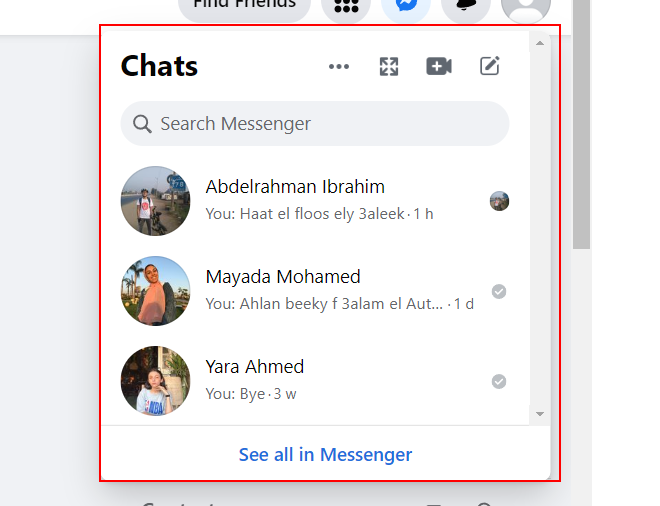 Find Friends
Chats
Search Messenger
Abdelrahman Ibrahim
You: Haat el floos ely 3aleek · 1 h
Mayada Mohamed
You: Ahlan beeky f 3alam el Aut... · 1 d
Yara Ahmed
You: Bye · 3 w
See all in Messenger